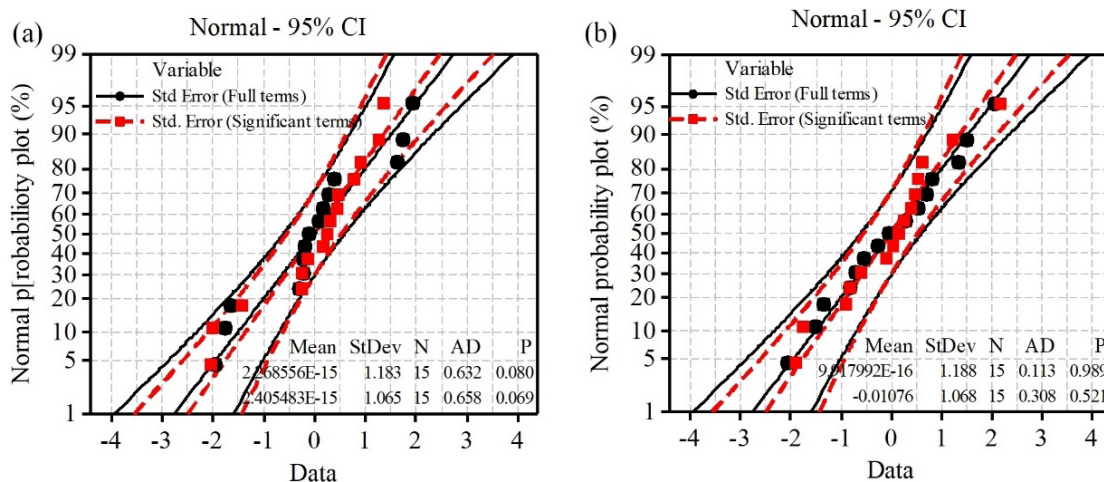 (a)
Normal - 95% CI
Normal p[robabilioty plot (%)
99
95
90
80
70
60
50
40
30
20
10
5
1
Variable
Std Error (Full terms)
Std. Error (Significant terms)
Mean StDev N AD P
2.268556E-15 1.183 15 0.632 0.080
2.405483E-15 1.065 15 0.658 0.069
-4 -3 -2 -1 0 1 2 3 4
Data
(b)
Normal - 95% CI
Normal probability plot (%)
99
95
90
80
70
60
50
40
30
20
10
5
1
Variable
Std Error (Full terms)
Std. Error (Significant terms)
Mean StDev N AD P
9.917992E-16 1.188 15 0.113 0.989
-0.01076 1.068 15 0.308 0.521
-4 -3 -2 -1 0 1 2 3 4
Data